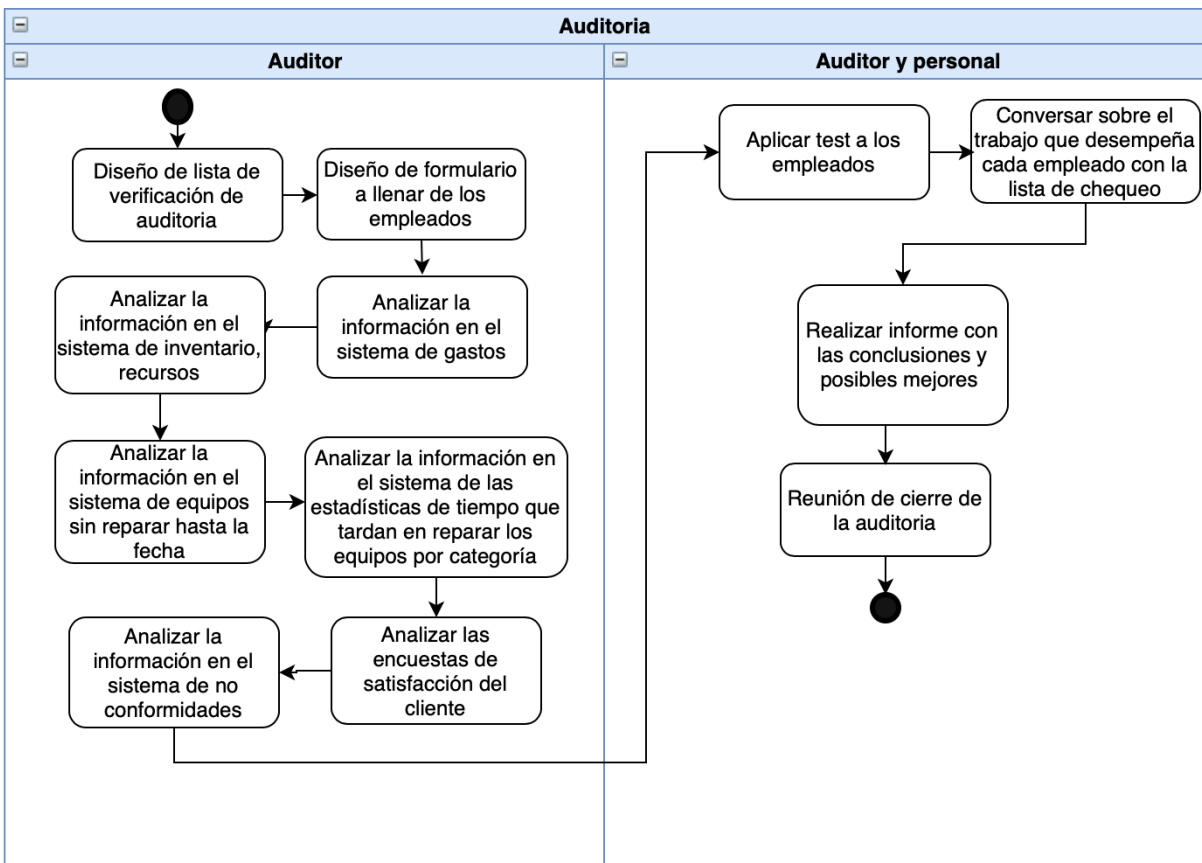 Auditoria
Auditor
Auditor y personal
Diseño de lista de
verificación de
auditoria
Diseño de formulario
a llenar de los
empleados
Analizar la
información en el
sistema de gastos
Analizar la
información en el
sistema de inventario,
recursos
Analizar la
información en el
sistema de equipos
sin reparar hasta la
fecha
Analizar la información en
el sistema de las
estadísticas de tiempo que
tardan en reparar los
equipos por categoría
Analizar las
encuestas de
satisfacción del
cliente
Analizar la
información en el
sistema de no
conformidades
Aplicar test a los
empleados
Conversar sobre el
trabajo que desempeña
cada empleado con la
lista de chequeo
Realizar informe con
las conclusiones y
posibles mejores
Reunión de cierre de
la auditoria